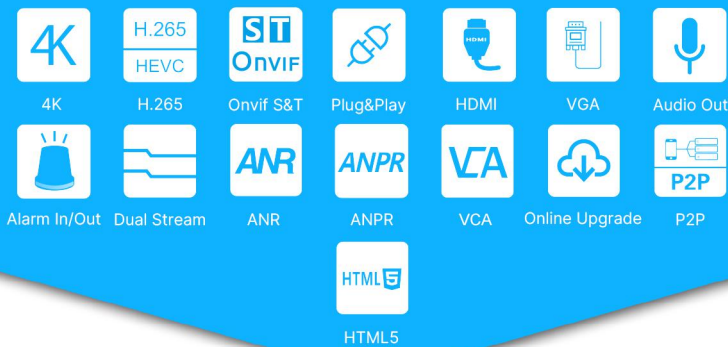 4K
H.265
HEVC
S T
ONVIF
HDMI
4K
H.265
Onvif S&T
Plug&Play
HDMI
VGA
Audio Out
ANR
ANPR
VCA
P2P
Alarm In/Out
Dual Stream
ANR
ANPR
VCA
Online Upgrade
P2P
HTML5
HTML5